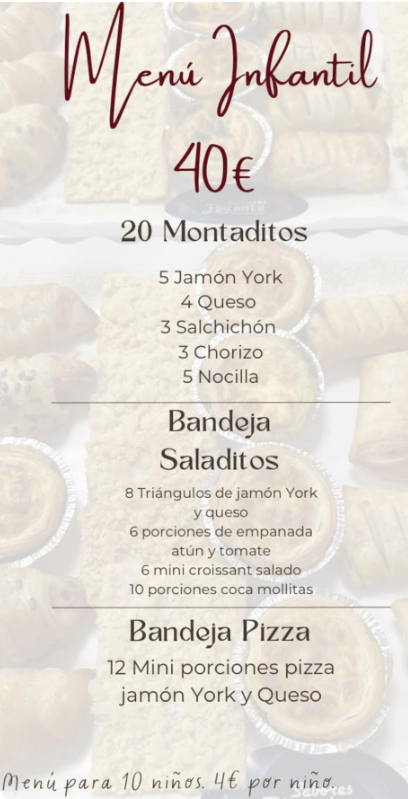 Menú Infantil
40€
20 Montaditos
5 Jamón York
4 Queso
3 Salchichón
3 Chorizo
5 Nocilla
Bandeja
Saladitos
8 Triángulos de jamón York
y queso
6 porciones de empanada
atún y tomate
6 mini croissant salado
10 porciones coca mollitas
Bandeja Pizza
12 Mini porciones pizza
jamón York y Queso
Menú para 10 niños. 4€ por niño.
Sabores